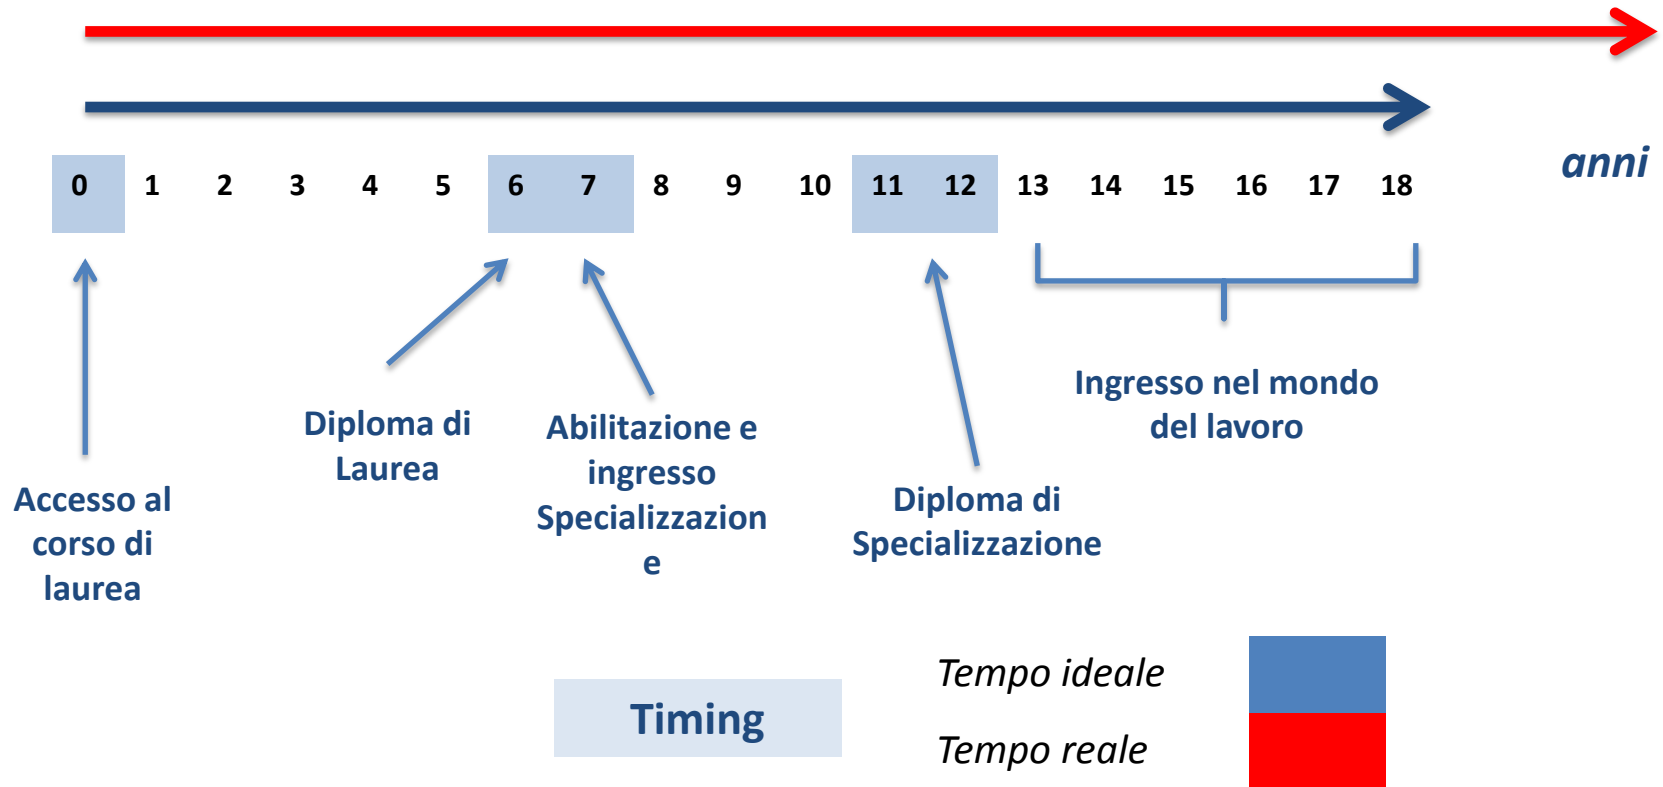 anni
0 1 2 3 4 5 6 7 8 9 10 11 12 13 14 15 16 17 18
Accesso al
corso di
laurea
Diploma di
Laurea
Abilitazione e
ingresso
Specializzazion
e
Diploma di
Specializzazione
Ingresso nel mondo
del lavoro
Timing
Tempo ideale
Tempo reale